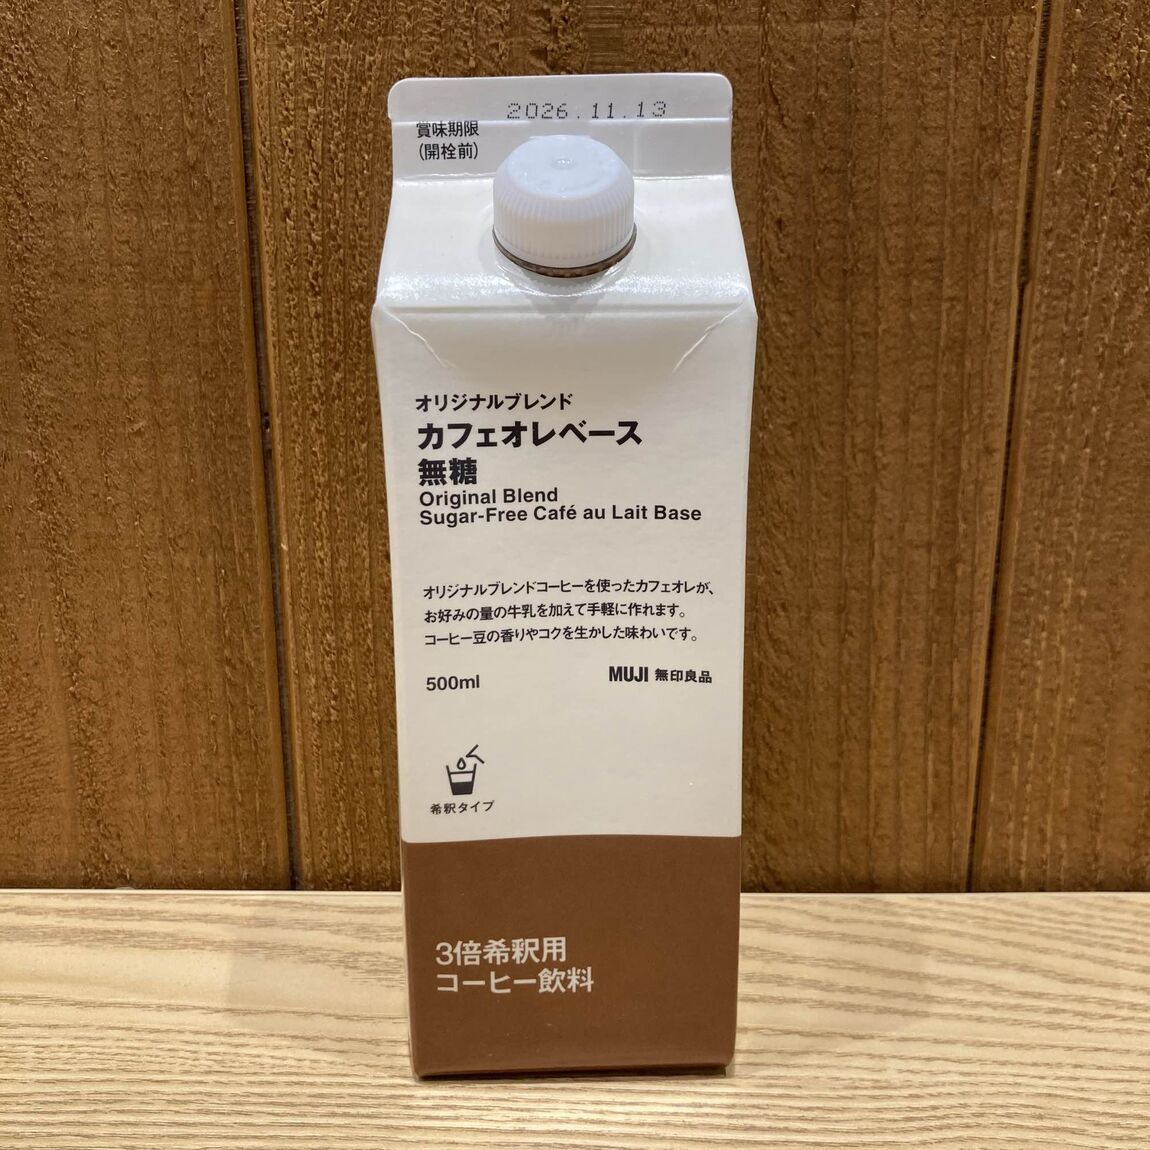 2026.11.13
賞味期限
(開栓前)
オリジナルブレンド
カフェオレベース
無糖
Original Blend
Sugar-Free Café au Lait Base
オリジナルブレンドコーヒーを使ったカフェオレが、
お好みの量の牛乳を加えて手軽に作れます。
コーヒー豆の香りやコクを生かした味わいです。
500ml
MUJI 無印良品
希釈タイプ
3倍希釈用
コーヒー飲料